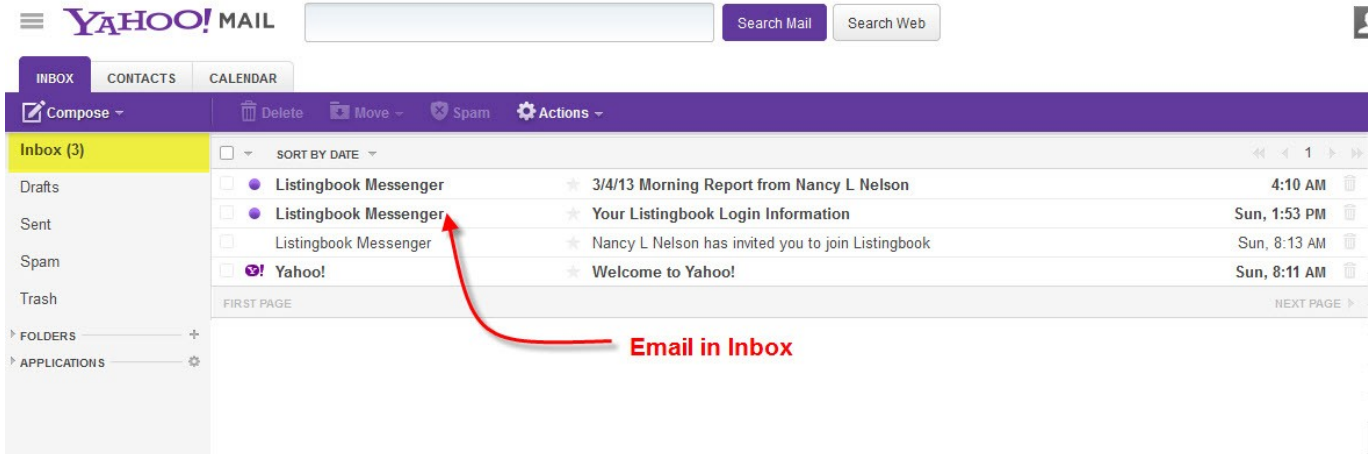 YAHOO! MAIL Search Mail Search Web
INBOX CONTACTS CALENDAR
Compose Delete Move Spam Actions
Inbox (3) SORT BY DATE 1
Drafts Listingbook Messenger 3/4/13 Morning Report from Nancy L Nelson 4:10 AM
Listingbook Messenger Your Listingbook Login Information Sun, 1:53 PM
Sent
Listingbook Messenger Nancy L Nelson has invited you to join Listingbook Sun, 8:13 AM
Spam Y! Yahoo! Welcome to Yahoo! Sun, 8:11 AM
Trash FIRST PAGE NEXT PAGE
FOLDERS
Email in Inbox
APPLICATIONS